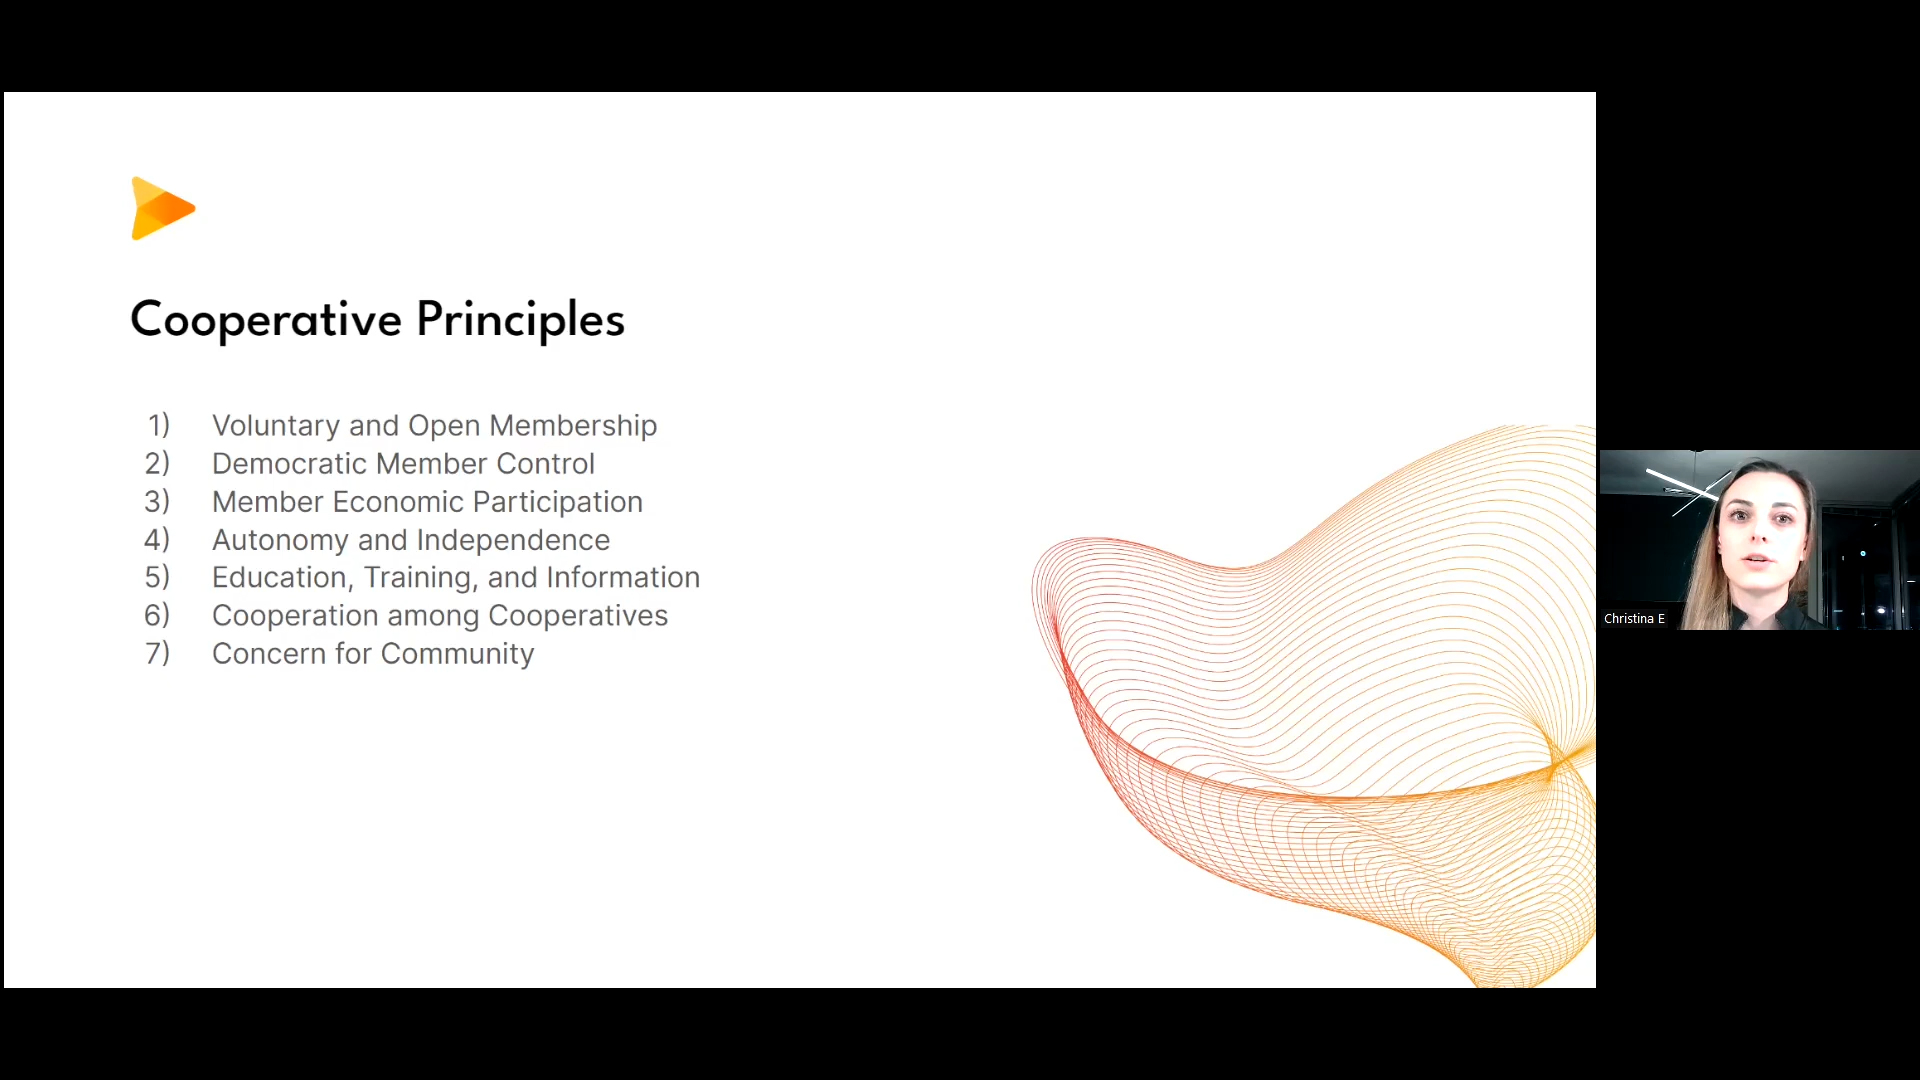 Cooperative Principles
1) Voluntary and Open Membership
2) Democratic Member Control
3) Member Economic Participation
4) Autonomy and Independence
5) Education, Training, and Information
6) Cooperation among Cooperatives
7) Concern for Community
Christina E